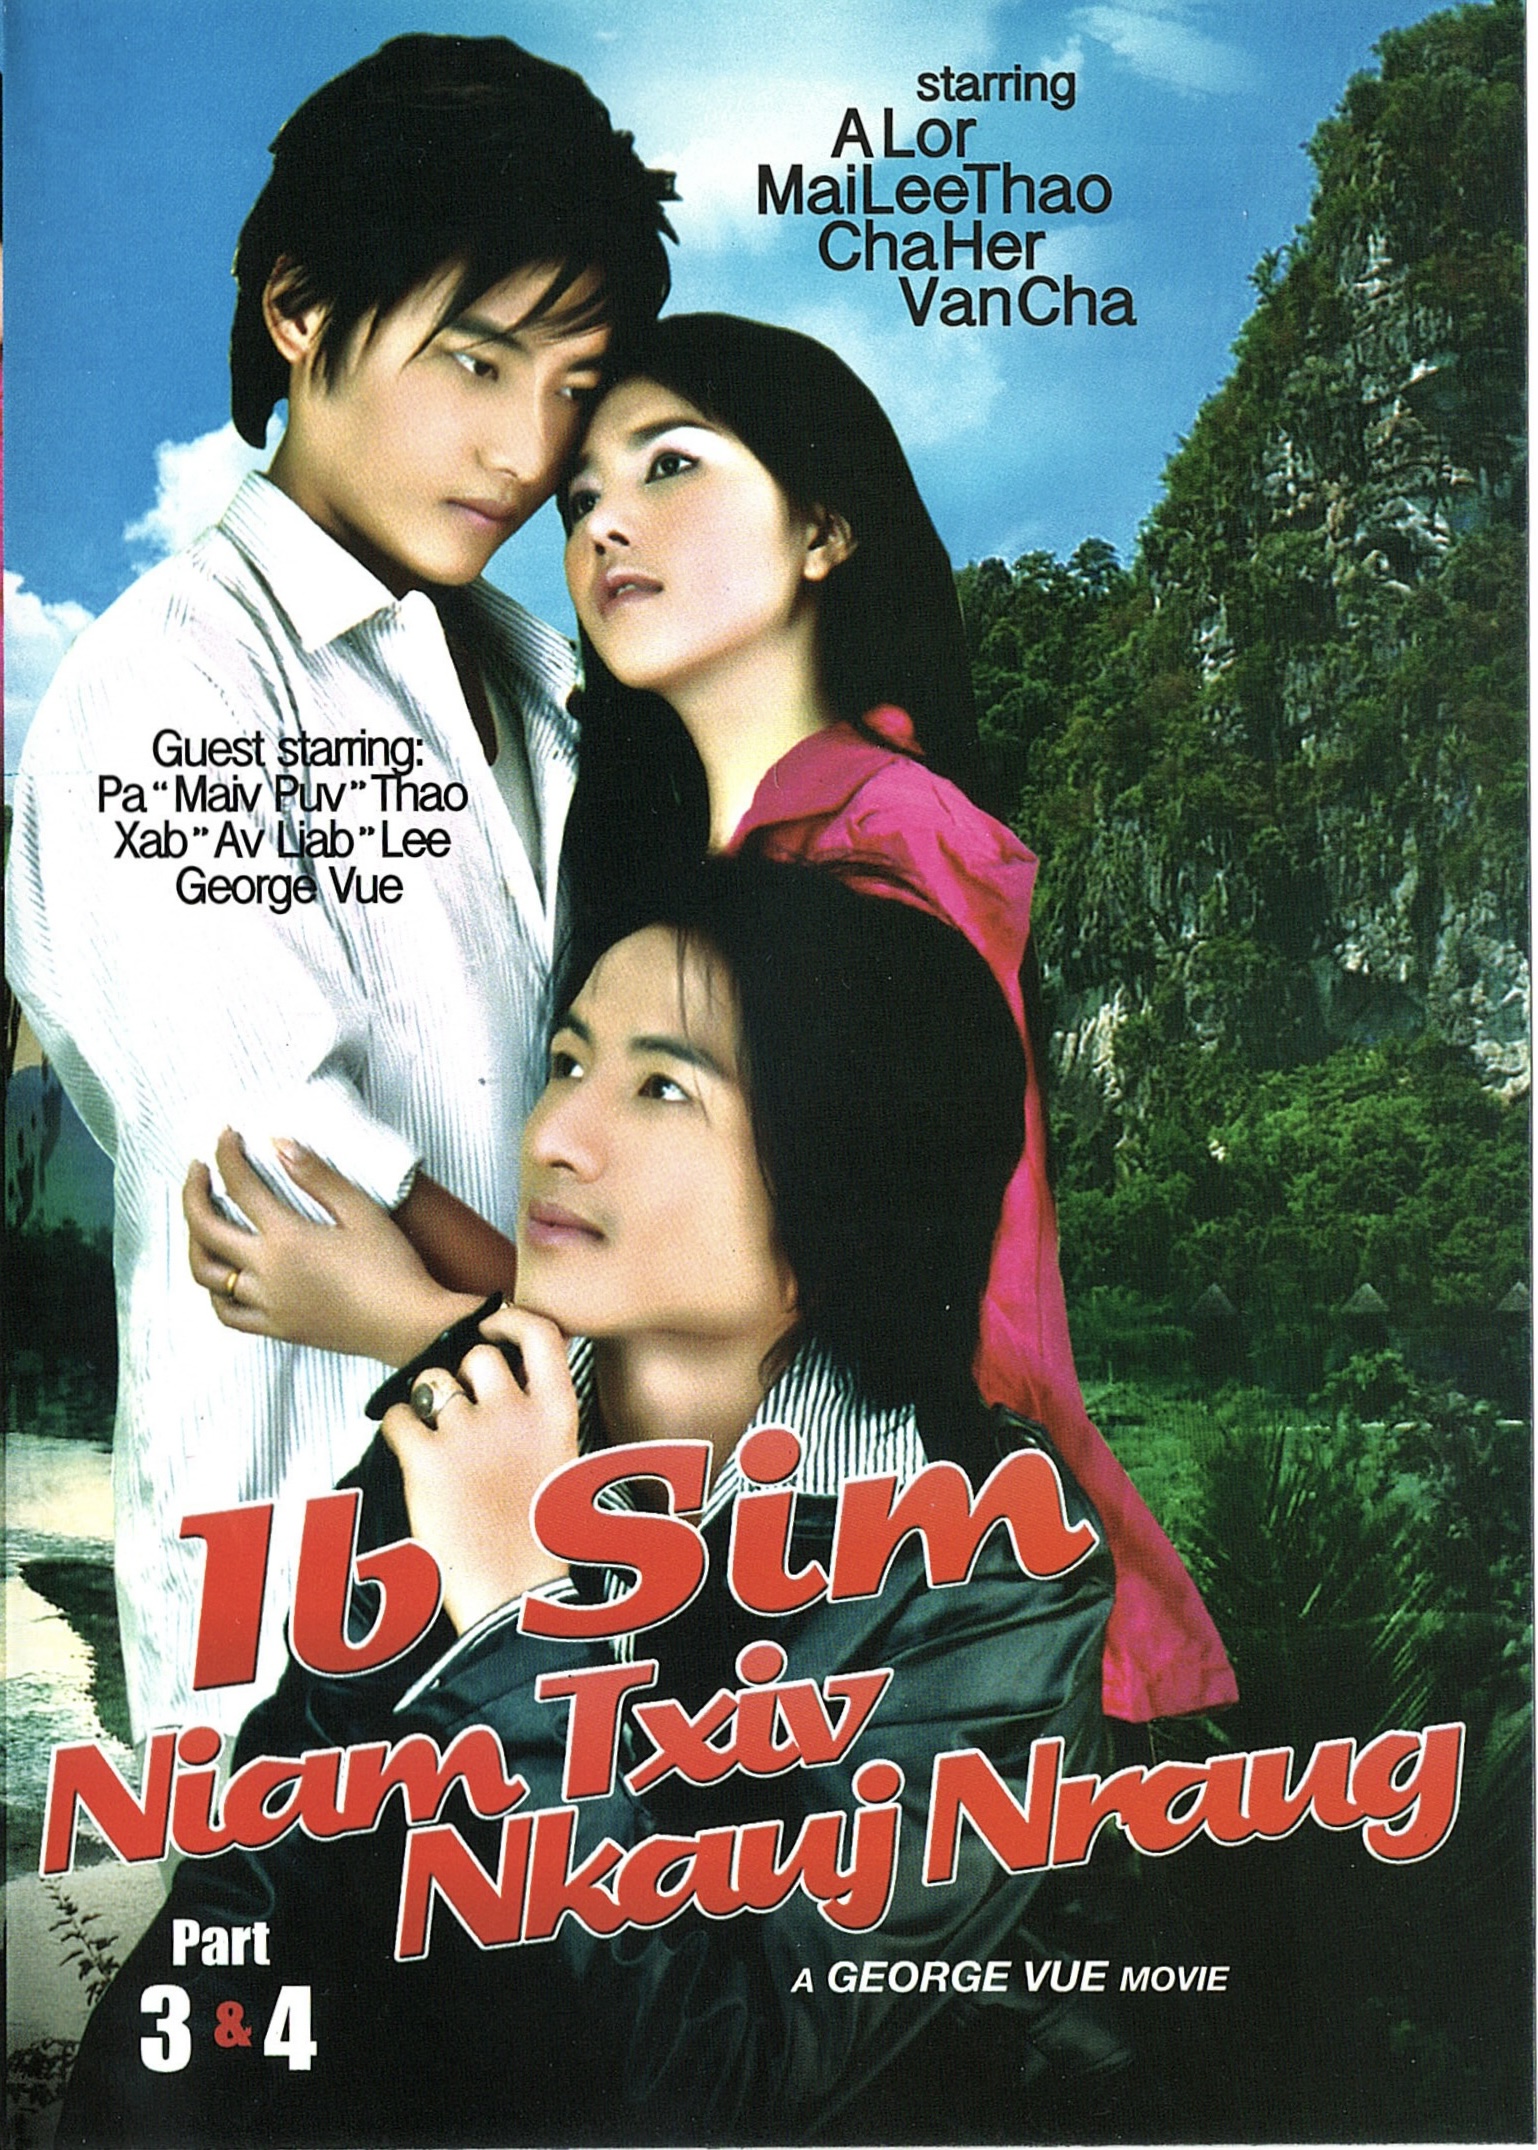 starring
A Lor
MaiLeeThao
ChaHer
VanCha
Guest starring:
Pa “Maiv Puv” Thao
Xab ” Av Liab ” Lee
George Vue
Ib Sim
Niam Txiv
Nkauj Nraug
Part
3 & 4
A GEORGE VUE MOVIE